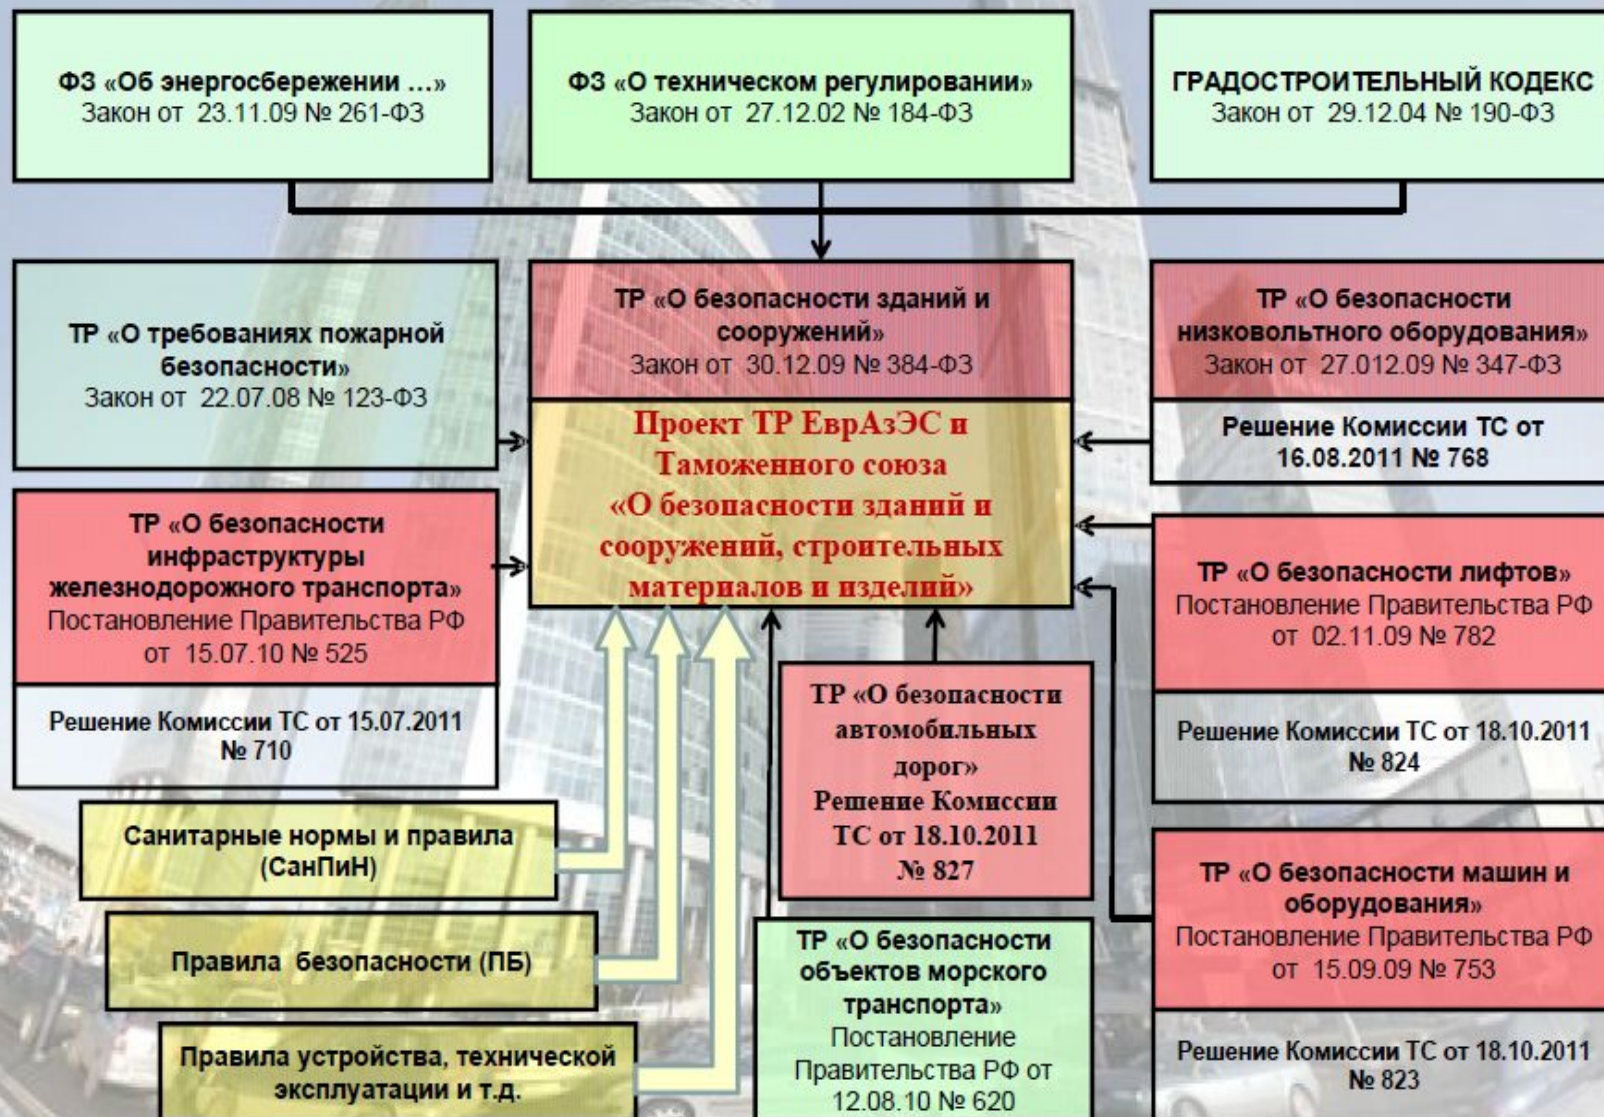 ФЗ «Об энергосбережении ...»
Закон от 23.11.09 № 261-ФЗ
ФЗ «О техническом регулировании»
Закон от 27.12.02 № 184-ФЗ
ГРАДОСТРОИТЕЛЬНЫЙ КОДЕКС
Закон от 29.12.04 № 190-ФЗ
ТР «О требованиях пожарной
безопасности»
Закон от 22.07.08 № 123-ФЗ
ТР «О безопасности зданий и
сооружений»
Закон от 30.12.09 № 384-ФЗ
Проект ТР ЕврАзЭС и
Таможенного союза
«О безопасности зданий и
сооружений, строительных
материалов и изделий»
ТР «О безопасности
низковольтного оборудования»
Закон от 27.012.09 № 347-ФЗ
Решение Комиссии ТС от
16.08.2011 № 768
ТР «О безопасности
инфраструктуры
железнодорожного транспорта»
Постановление Правительства РФ
от 15.07.10 № 525
Решение Комиссии ТС от 15.07.2011
№ 710
ТР «О безопасности лифтов»
Постановление Правительства РФ
от 02.11.09 № 782
Решение Комиссии ТС от 18.10.2011
№ 824
ТР «О безопасности
автомобильных
дорог»
Решение Комиссии
ТС от 18.10.2011
№ 827
Санитарные нормы и правила
(СанПиН)
Правила безопасности (ПБ)
Правила устройства, технической
эксплуатации и т.д.
ТР «О безопасности
объектов морского
транспорта»
Постановление
Правительства РФ от
12.08.10 № 620
ТР «О безопасности машин и
оборудования»
Постановление Правительства РФ
от 15.09.09 № 753
Решение Комиссии ТС от 18.10.2011
№ 823